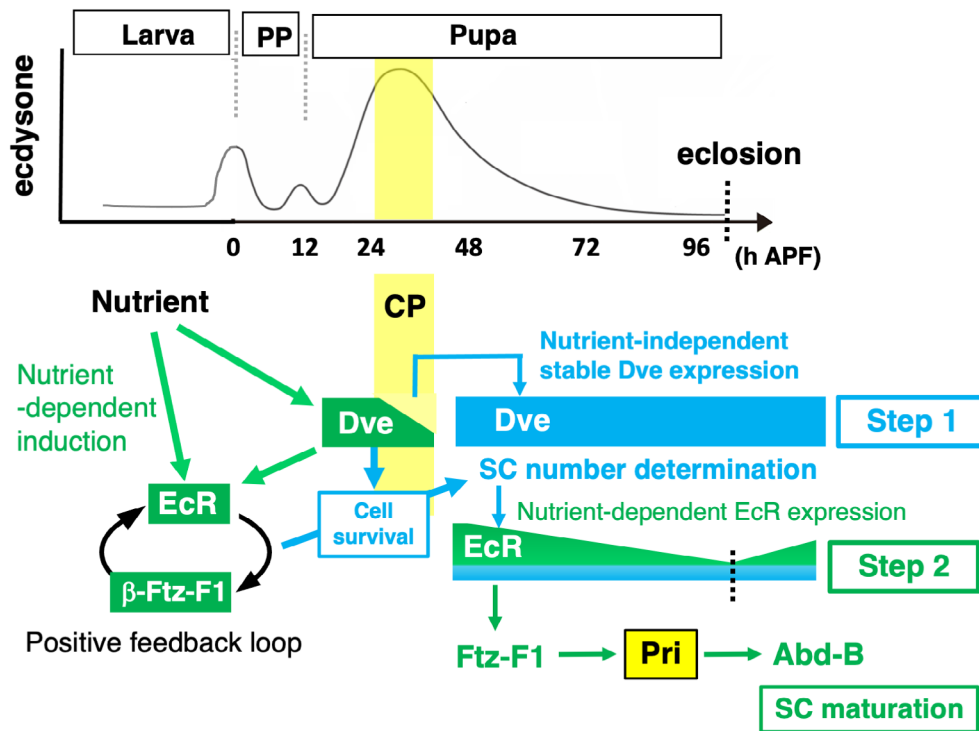 Larva
PP
Pupa
ecdysone
eclosion
0
12
24
48
72
96
(h APF)
Nutrient
CP
Nutrient-independent
stable Dve expression
Nutrient
-dependent
induction
Dve
Dve
Step 1
SC number determination
EcR
Cell
survival
Nutrient-dependent EcR expression
EcR
Step 2
β-Ftz-F1
Positive feedback loop
Ftz-F1
Pri
Abd-B
SC maturation